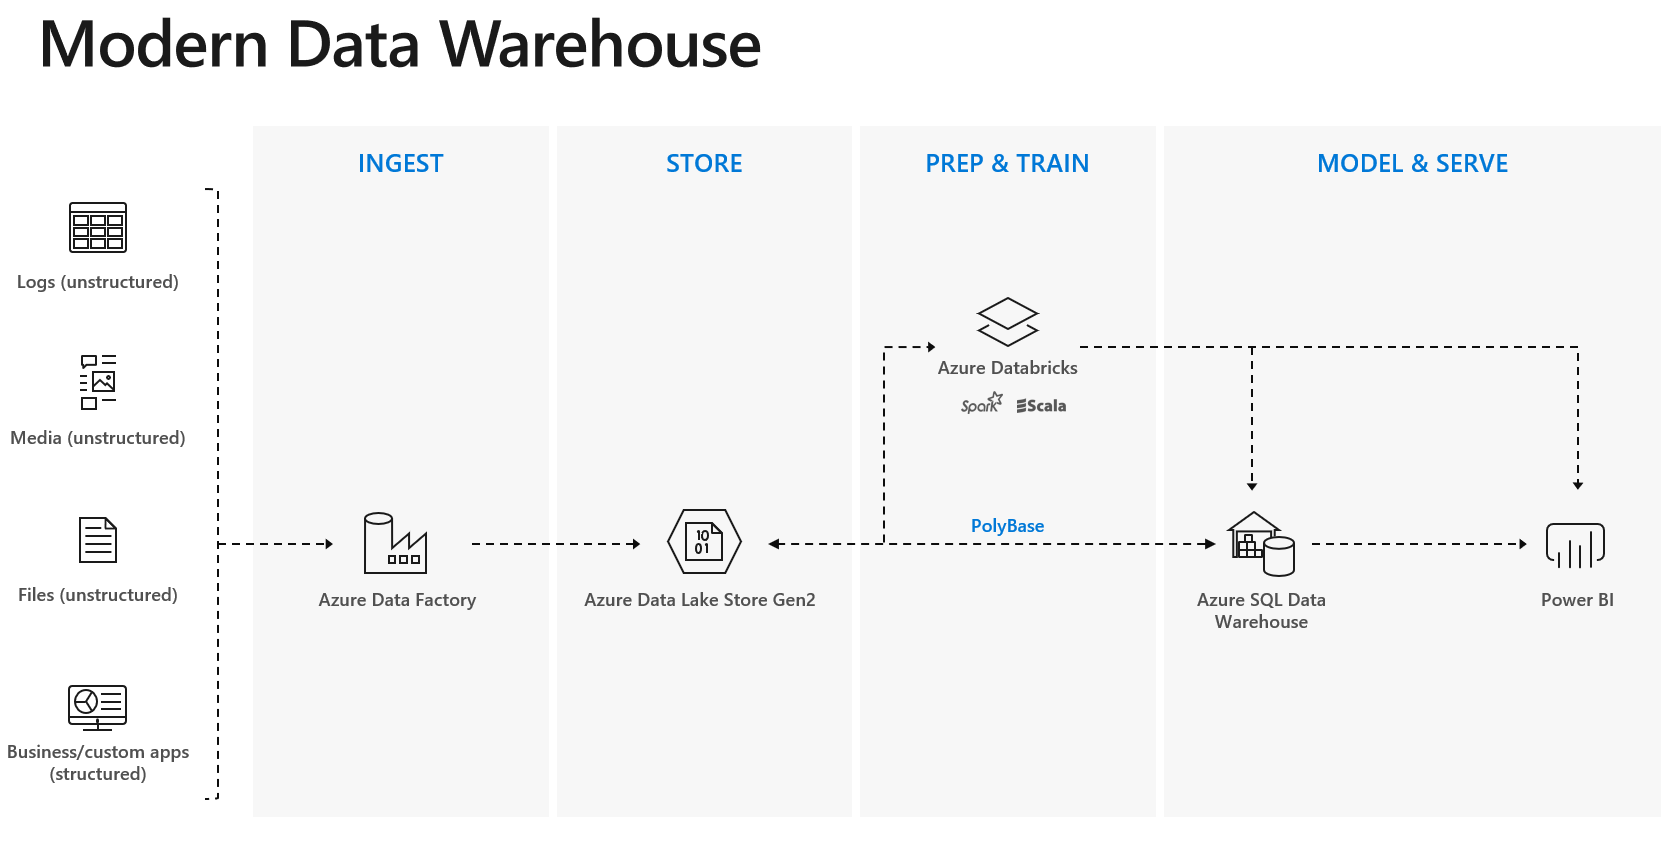 Modern Data Warehouse
INGEST
STORE
PREP & TRAIN
MODEL & SERVE
Logs (unstructured)
Media (unstructured)
Files (unstructured)
Business/custom apps
(structured)
Azure Data Factory
10
01
Azure Data Lake Store Gen2
Azure Databricks
Spark
Scala
PolyBase
Azure SQL Data
Warehouse
Power BI